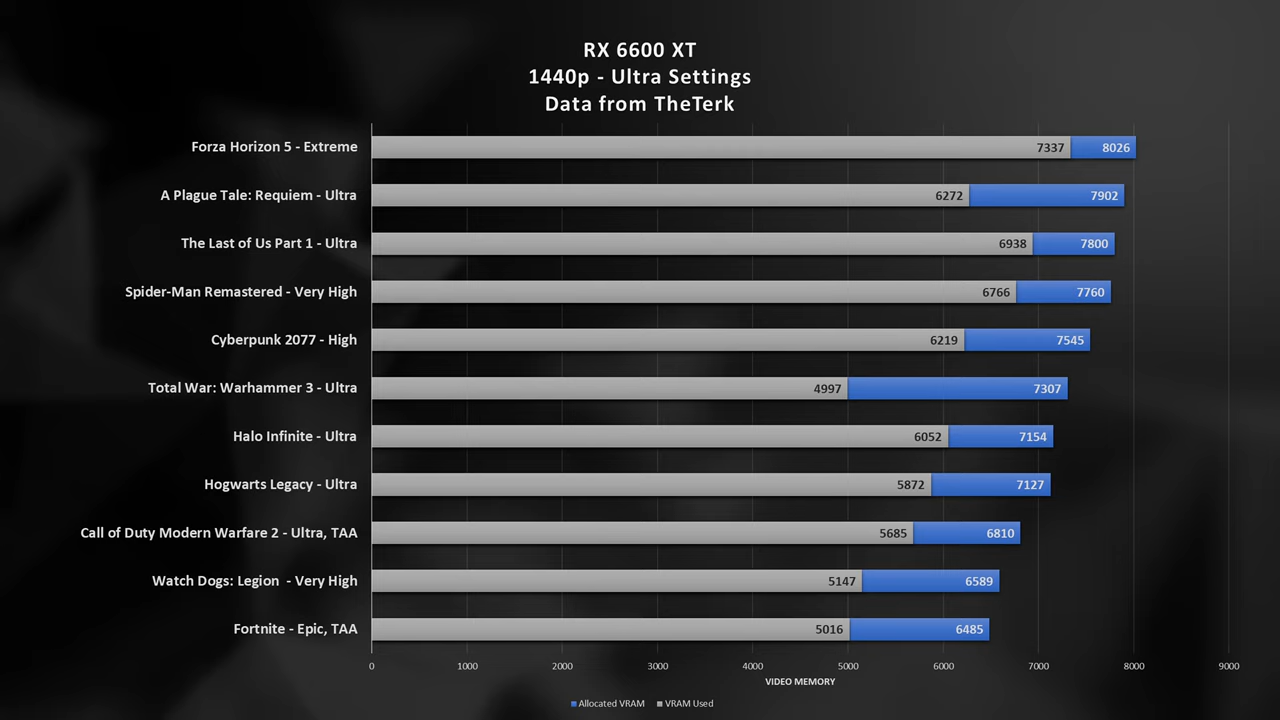 RX 6600 XT
1440p - Ultra Settings
Data from TheTerk
Forza Horizon 5 - Extreme 7337 8026
A Plague Tale: Requiem - Ultra 6272 7902
The Last of Us Part 1 - Ultra 6938 7800
Spider-Man Remastered - Very High 6766 7760
Cyberpunk 2077 - High 6219 7545
Total War: Warhammer 3 - Ultra 4997 7307
Halo Infinite - Ultra 6052 7154
Hogwarts Legacy - Ultra 5872 7127
Call of Duty Modern Warfare 2 - Ultra, TAA 5685 6810
Watch Dogs: Legion  - Very High 5147 6589
Fortnite - Epic, TAA 5016 6485
0 1000 2000 3000 4000 5000 6000 7000 8000 9000
VIDEO MEMORY
Allocated VRAM VRAM Used